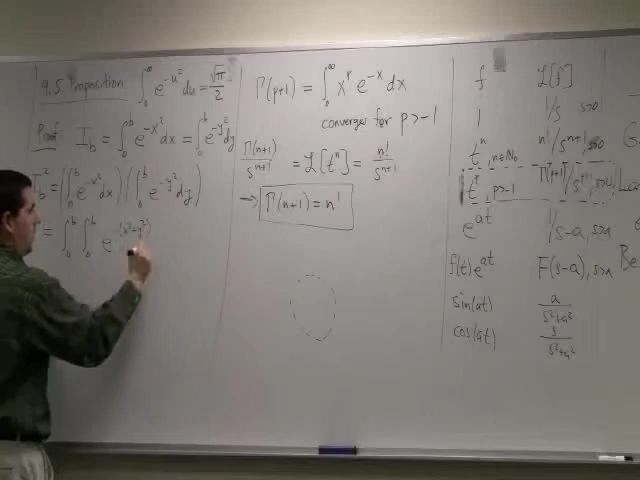 4.5 Proposition ∫₀^∞ e^{-u²} du = √π/2
Proof I_b = ∫₀^b e^{-x²} dx = ∫₀^b e^{-y²} dy
I_b² = (∫₀^b e^{-x²} dx)(∫₀^b e^{-y²} dy)
= ∫₀^b ∫₀^b e^{-(x²+y²)}
Γ(p+1) = ∫₀^∞ x^p e^{-x} dx
converges for p > -1
Γ(n+1)/s^{n+1} = ℒ[t^n] = n!/s^{n+1}
⇒ Γ(n+1) = n!
f ℒ[f]
1 1/s s>0
t^n, n∈ℕ₀ n!/s^{n+1}, s>0
t^p, p>-1 Γ(p+1)/s^{p+1}, s>0
e^{at} 1/s-a, s>a
f(t)e^{at} F(s-a), s>a
sin(at) a/s²+a²
cos(at) s/s²+a²